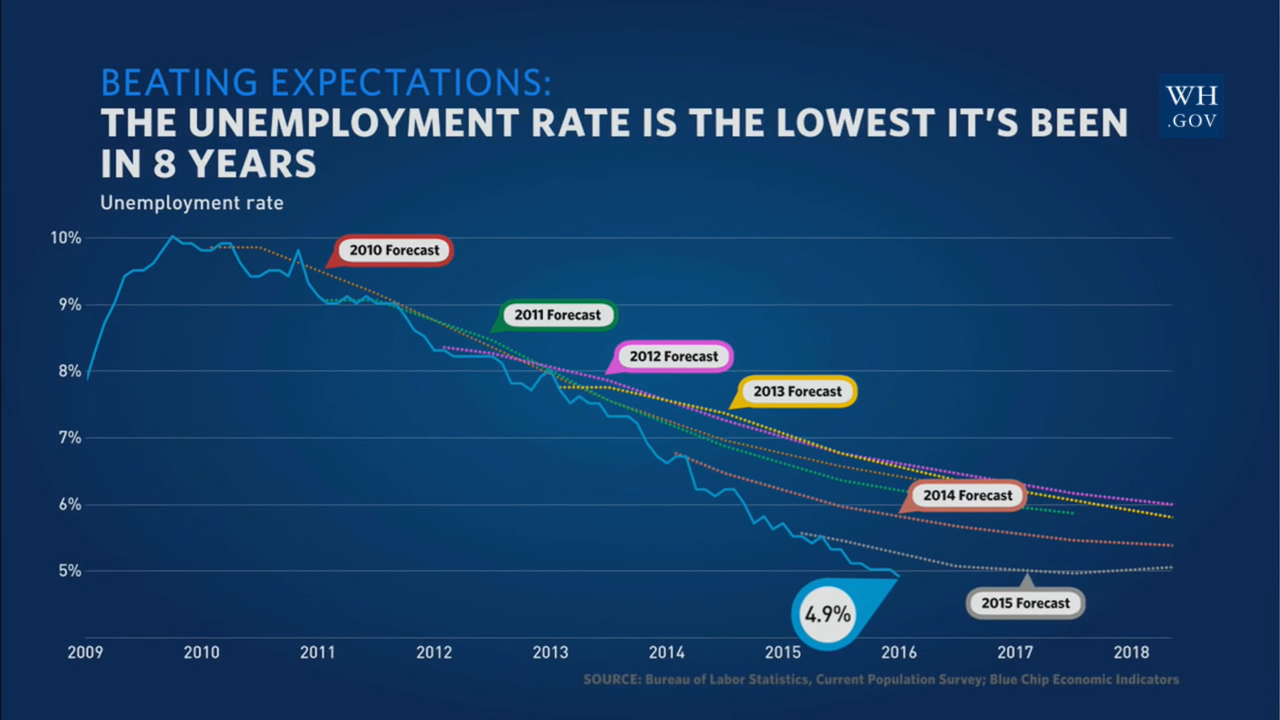 BEATING EXPECTATIONS:
THE UNEMPLOYMENT RATE IS THE LOWEST IT'S BEEN
IN 8 YEARS
WH
.GOV
Unemployment rate
10%
9%
8%
7%
6%
5%
2010 Forecast
2011 Forecast
2012 Forecast
2013 Forecast
2014 Forecast
2015 Forecast
4.9%
2009 2010 2011 2012 2013 2014 2015 2016 2017 2018
SOURCE: Bureau of Labor Statistics, Current Population Survey; Blue Chip Economic Indicators